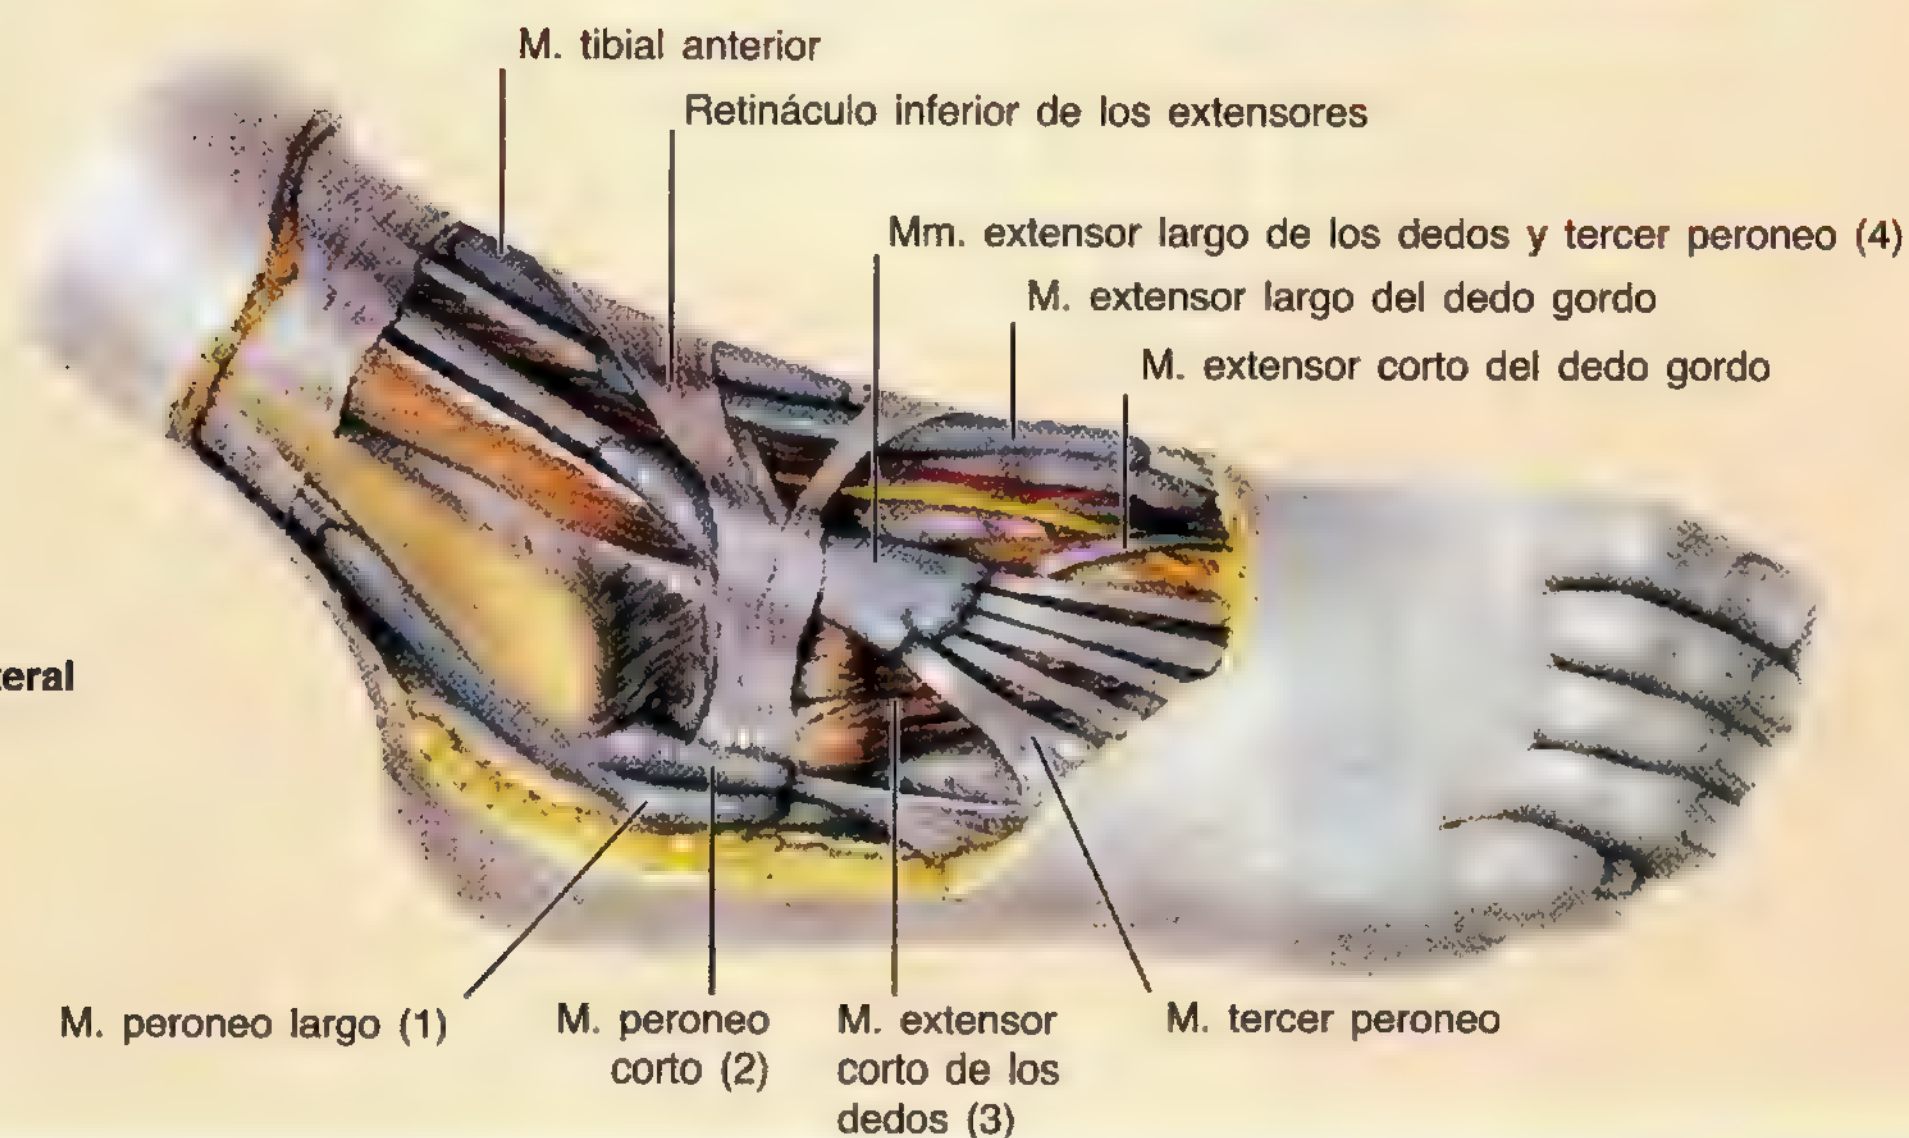 M. tibial anterior
Retináculo inferior de los extensores
Mm. extensor largo de los dedos y tercer peroneo (4)
M. extensor largo del dedo gordo
M. extensor corto del dedo gordo
teral
M. peroneo largo (1)
M. peroneo
corto (2)
M. extensor
corto de los
dedos (3)
M. tercer peroneo